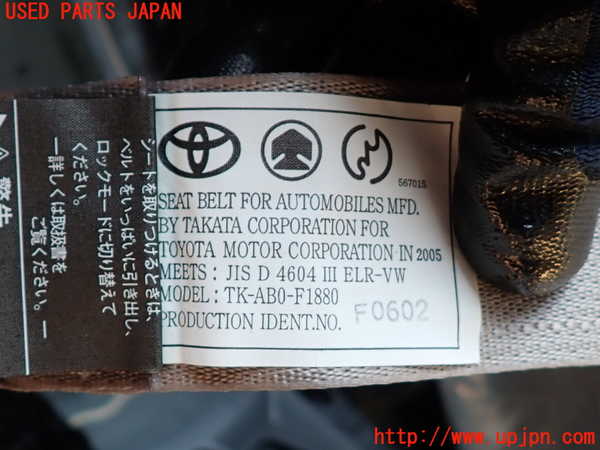 USED PARTS JAPAN
567015
SEAT BELT FOR AUTOMOBILES MFD.
BY TAKATA CORPORATION FOR
TOYOTA MOTOR CORPORATION IN 2005
MEETS : JIS D 4604 III ELR-VW
MODEL : TK-AB0-F1880
PRODUCTION IDENT.NO. F0602
シートを取りつけるときは、
ベルトをいっぱいに引き出し、
ロックモードに切り替えて
ください。
―詳しくは取扱書を
ご覧ください。―
http://www.upjpn.com/